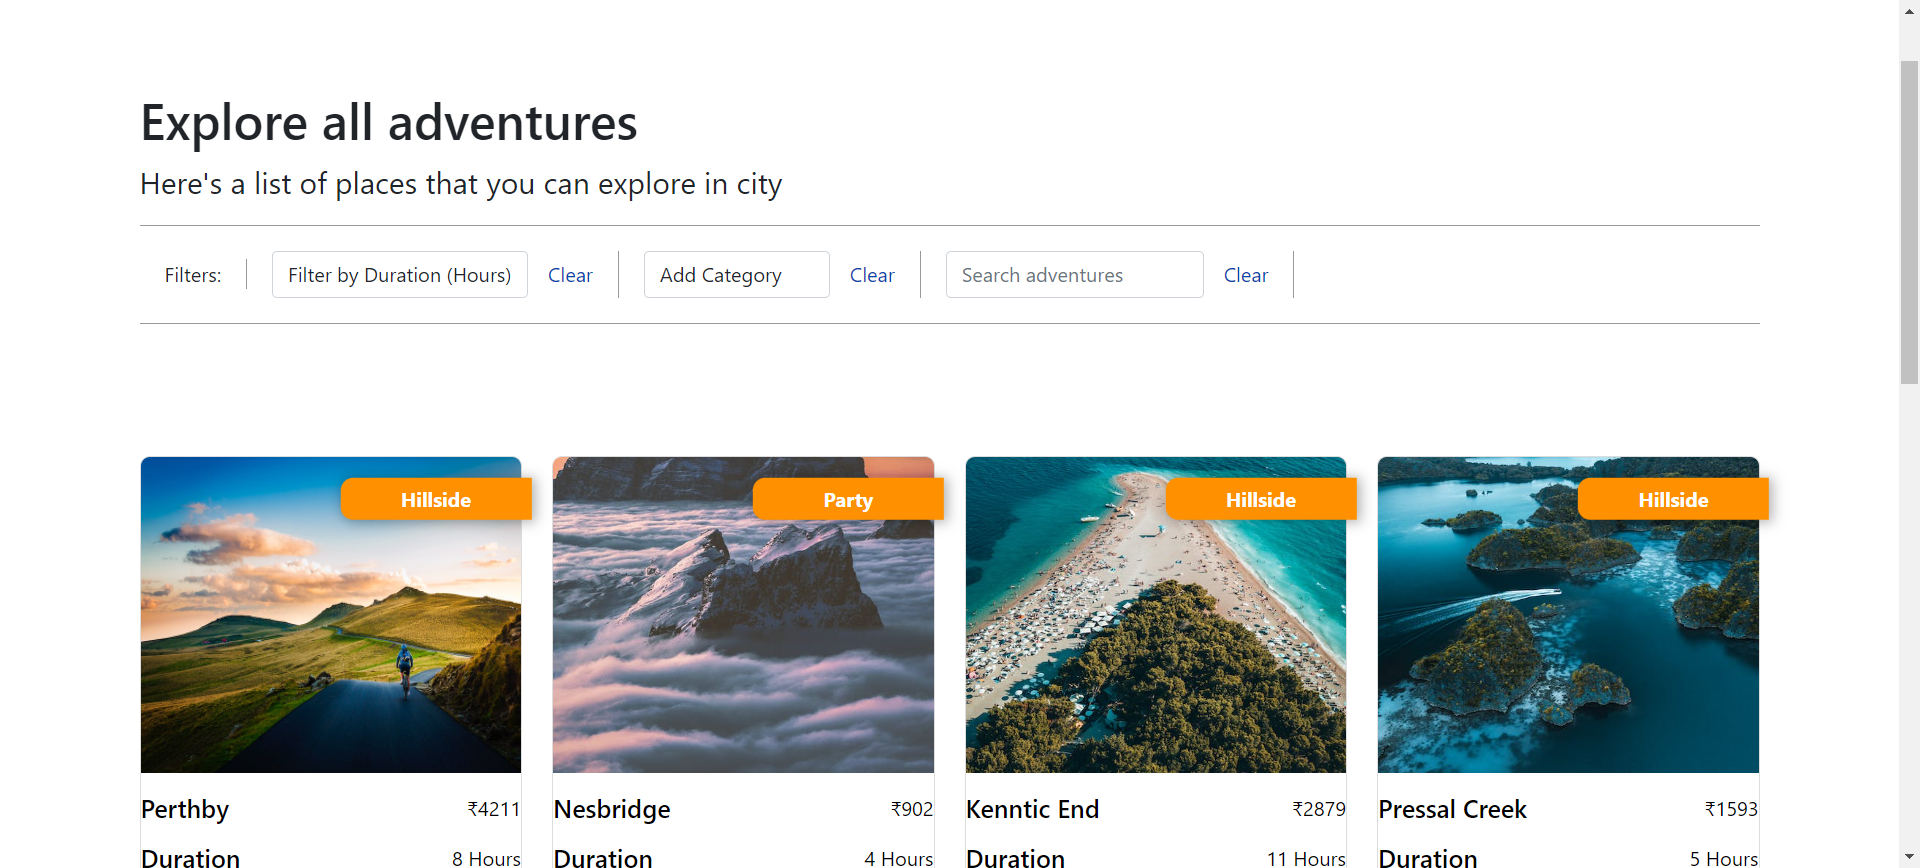 Explore all adventures
Here's a list of places that you can explore in city
Filters: Filter by Duration (Hours) Clear Add Category Clear Search adventures Clear
Hillside Party Hillside Hillside
Perthby ₹4211 Nesbridge ₹902 Kenntic End ₹2879 Pressal Creek ₹1593
Duration 8 Hours Duration 4 Hours Duration 11 Hours Duration 5 Hours